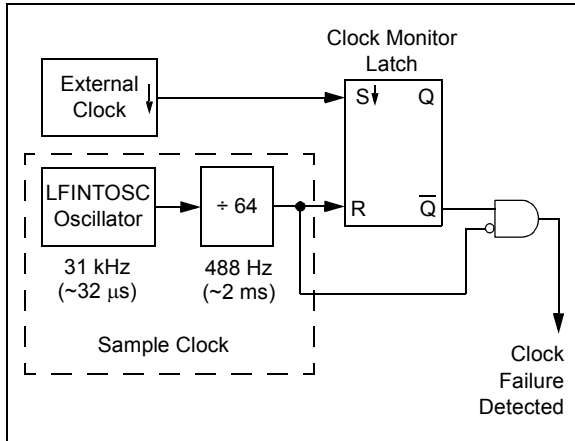 Clock Monitor
Latch
External
Clock
S
Q
LFINTOSC
Oscillator
÷ 64
R
Q̅
31 kHz
(~32 μs)
488 Hz
(~2 ms)
Sample Clock
Clock
Failure
Detected